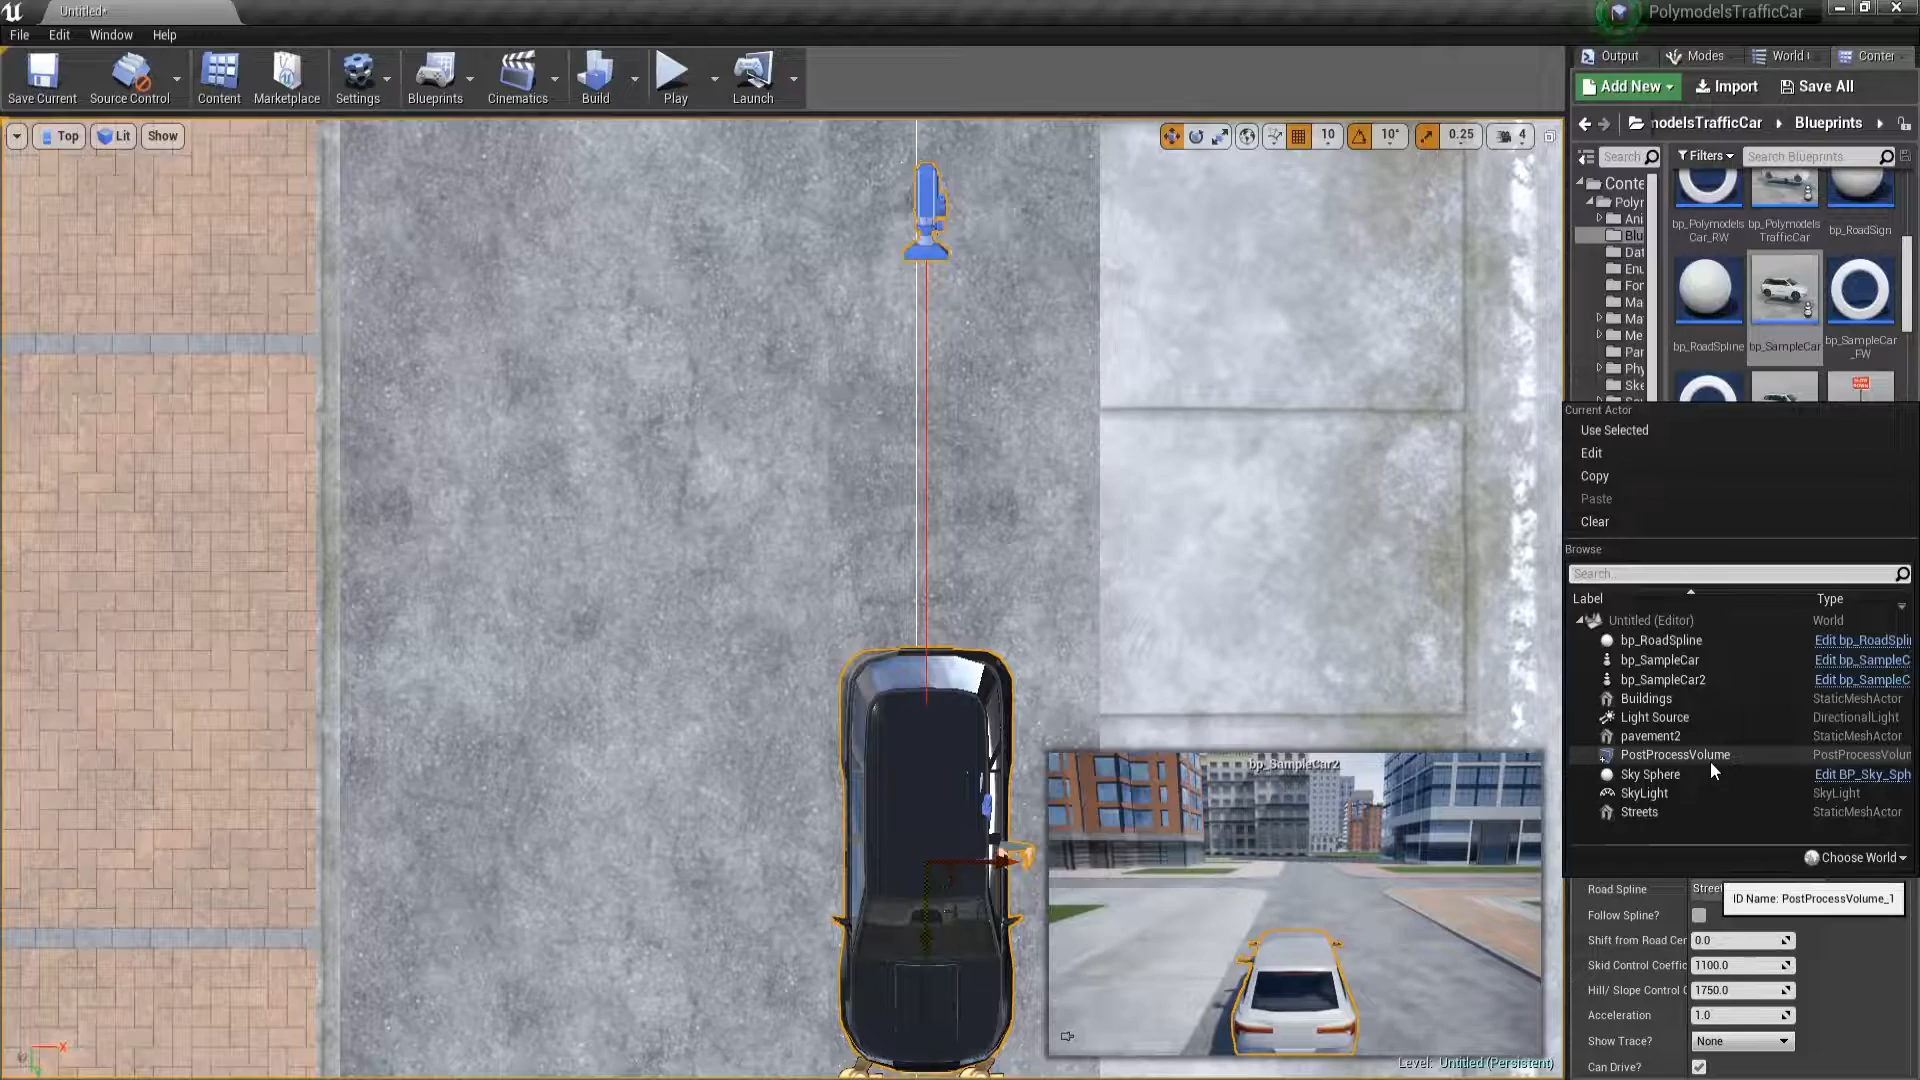 Untitled*
PolymodelsTrafficCar
File Edit Window Help
Save Current
Source Control
Content
Marketplace
Settings
Blueprints
Cinematics
Build
Play
Launch
Output
Modes
World
Conter
Add New
Import
Save All
odelsTrafficCar
Blueprints
Top
Lit
Show
10
10°
0.25
4
Search
Filters
Search Blueprints
Conte
Polyr
Ani
Blu
Dat
Enu
For
Ma
Ma
Me
Par
Phy
Ske
bp_Polymodels
Car_RW
bp_Polymodels
TrafficCar
bp_RoadSign
bp_RoadSpline
bp_SampleCar
bp_SampleCar
_FW
Current Actor
Use Selected
Edit
Copy
Paste
Clear
Browse
Search
Label Type
Untitled (Editor) World
bp_RoadSpline Edit bp_RoadSpli
bp_SampleCar Edit bp_SampleC
bp_SampleCar2 Edit bp_SampleC
Buildings StaticMeshActor
Light Source DirectionalLight
pavement2 StaticMeshActor
PostProcessVolume PostProcessVolur
Sky Sphere Edit BP_Sky_Sph
SkyLight SkyLight
Streets StaticMeshActor
Choose World
Road Spline Street
ID Name: PostProcessVolume_1
Follow Spline?
Shift from Road Cer 0.0
Skid Control Coeffic 1100.0
Hill/ Slope Control C 1750.0
Acceleration 1.0
Show Trace? None
Can Drive?
bp_SampleCar2
Level: Untitled (Persistent)
X